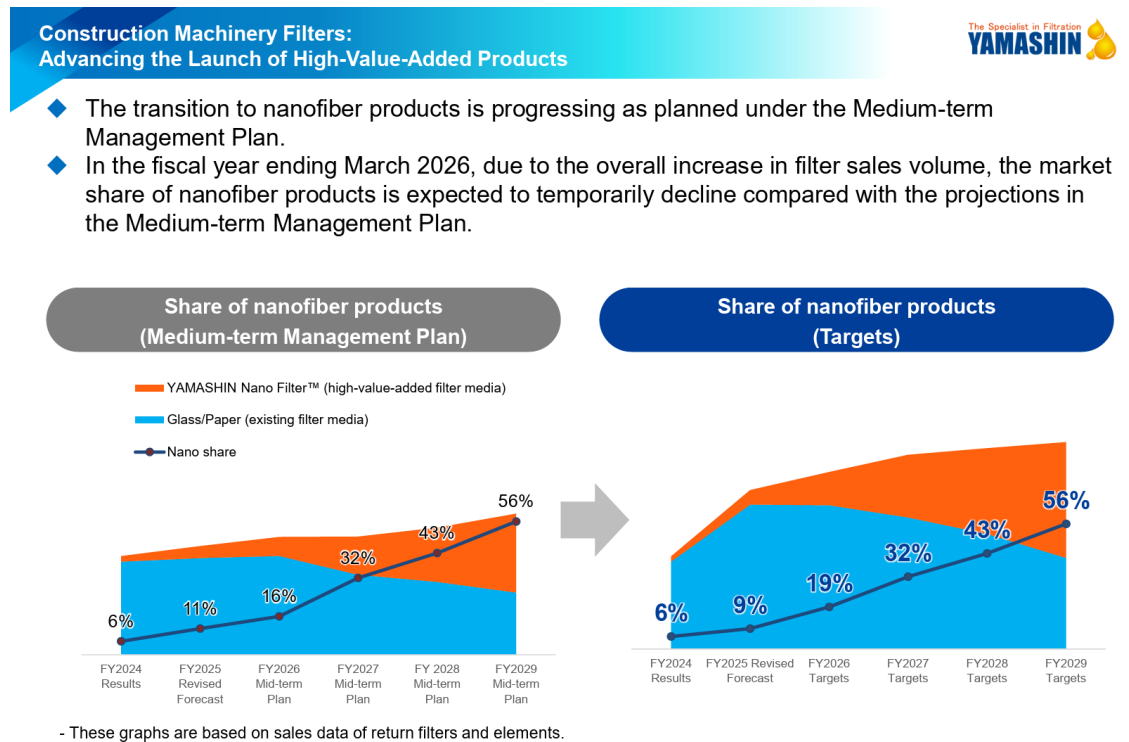 Construction Machinery Filters:
Advancing the Launch of High-Value-Added Products
The Specialist in Filtration
YAMASHIN
The transition to nanofiber products is progressing as planned under the Medium-term
Management Plan.
In the fiscal year ending March 2026, due to the overall increase in filter sales volume, the market
share of nanofiber products is expected to temporarily decline compared with the projections in
the Medium-term Management Plan.
Share of nanofiber products
(Medium-term Management Plan)
YAMASHIN Nano Filter™ (high-value-added filter media)
Glass/Paper (existing filter media)
Nano share
6%
11%
16%
32%
43%
56%
FY2024
Results
FY2025
Revised
Forecast
FY2026
Mid-term
Plan
FY2027
Mid-term
Plan
FY 2028
Mid-term
Plan
FY2029
Mid-term
Plan
Share of nanofiber products
(Targets)
6%
9%
19%
32%
43%
56%
FY2024
Results
FY2025 Revised
Forecast
FY2026
Targets
FY2027
Targets
FY2028
Targets
FY2029
Targets
- These graphs are based on sales data of return filters and elements.